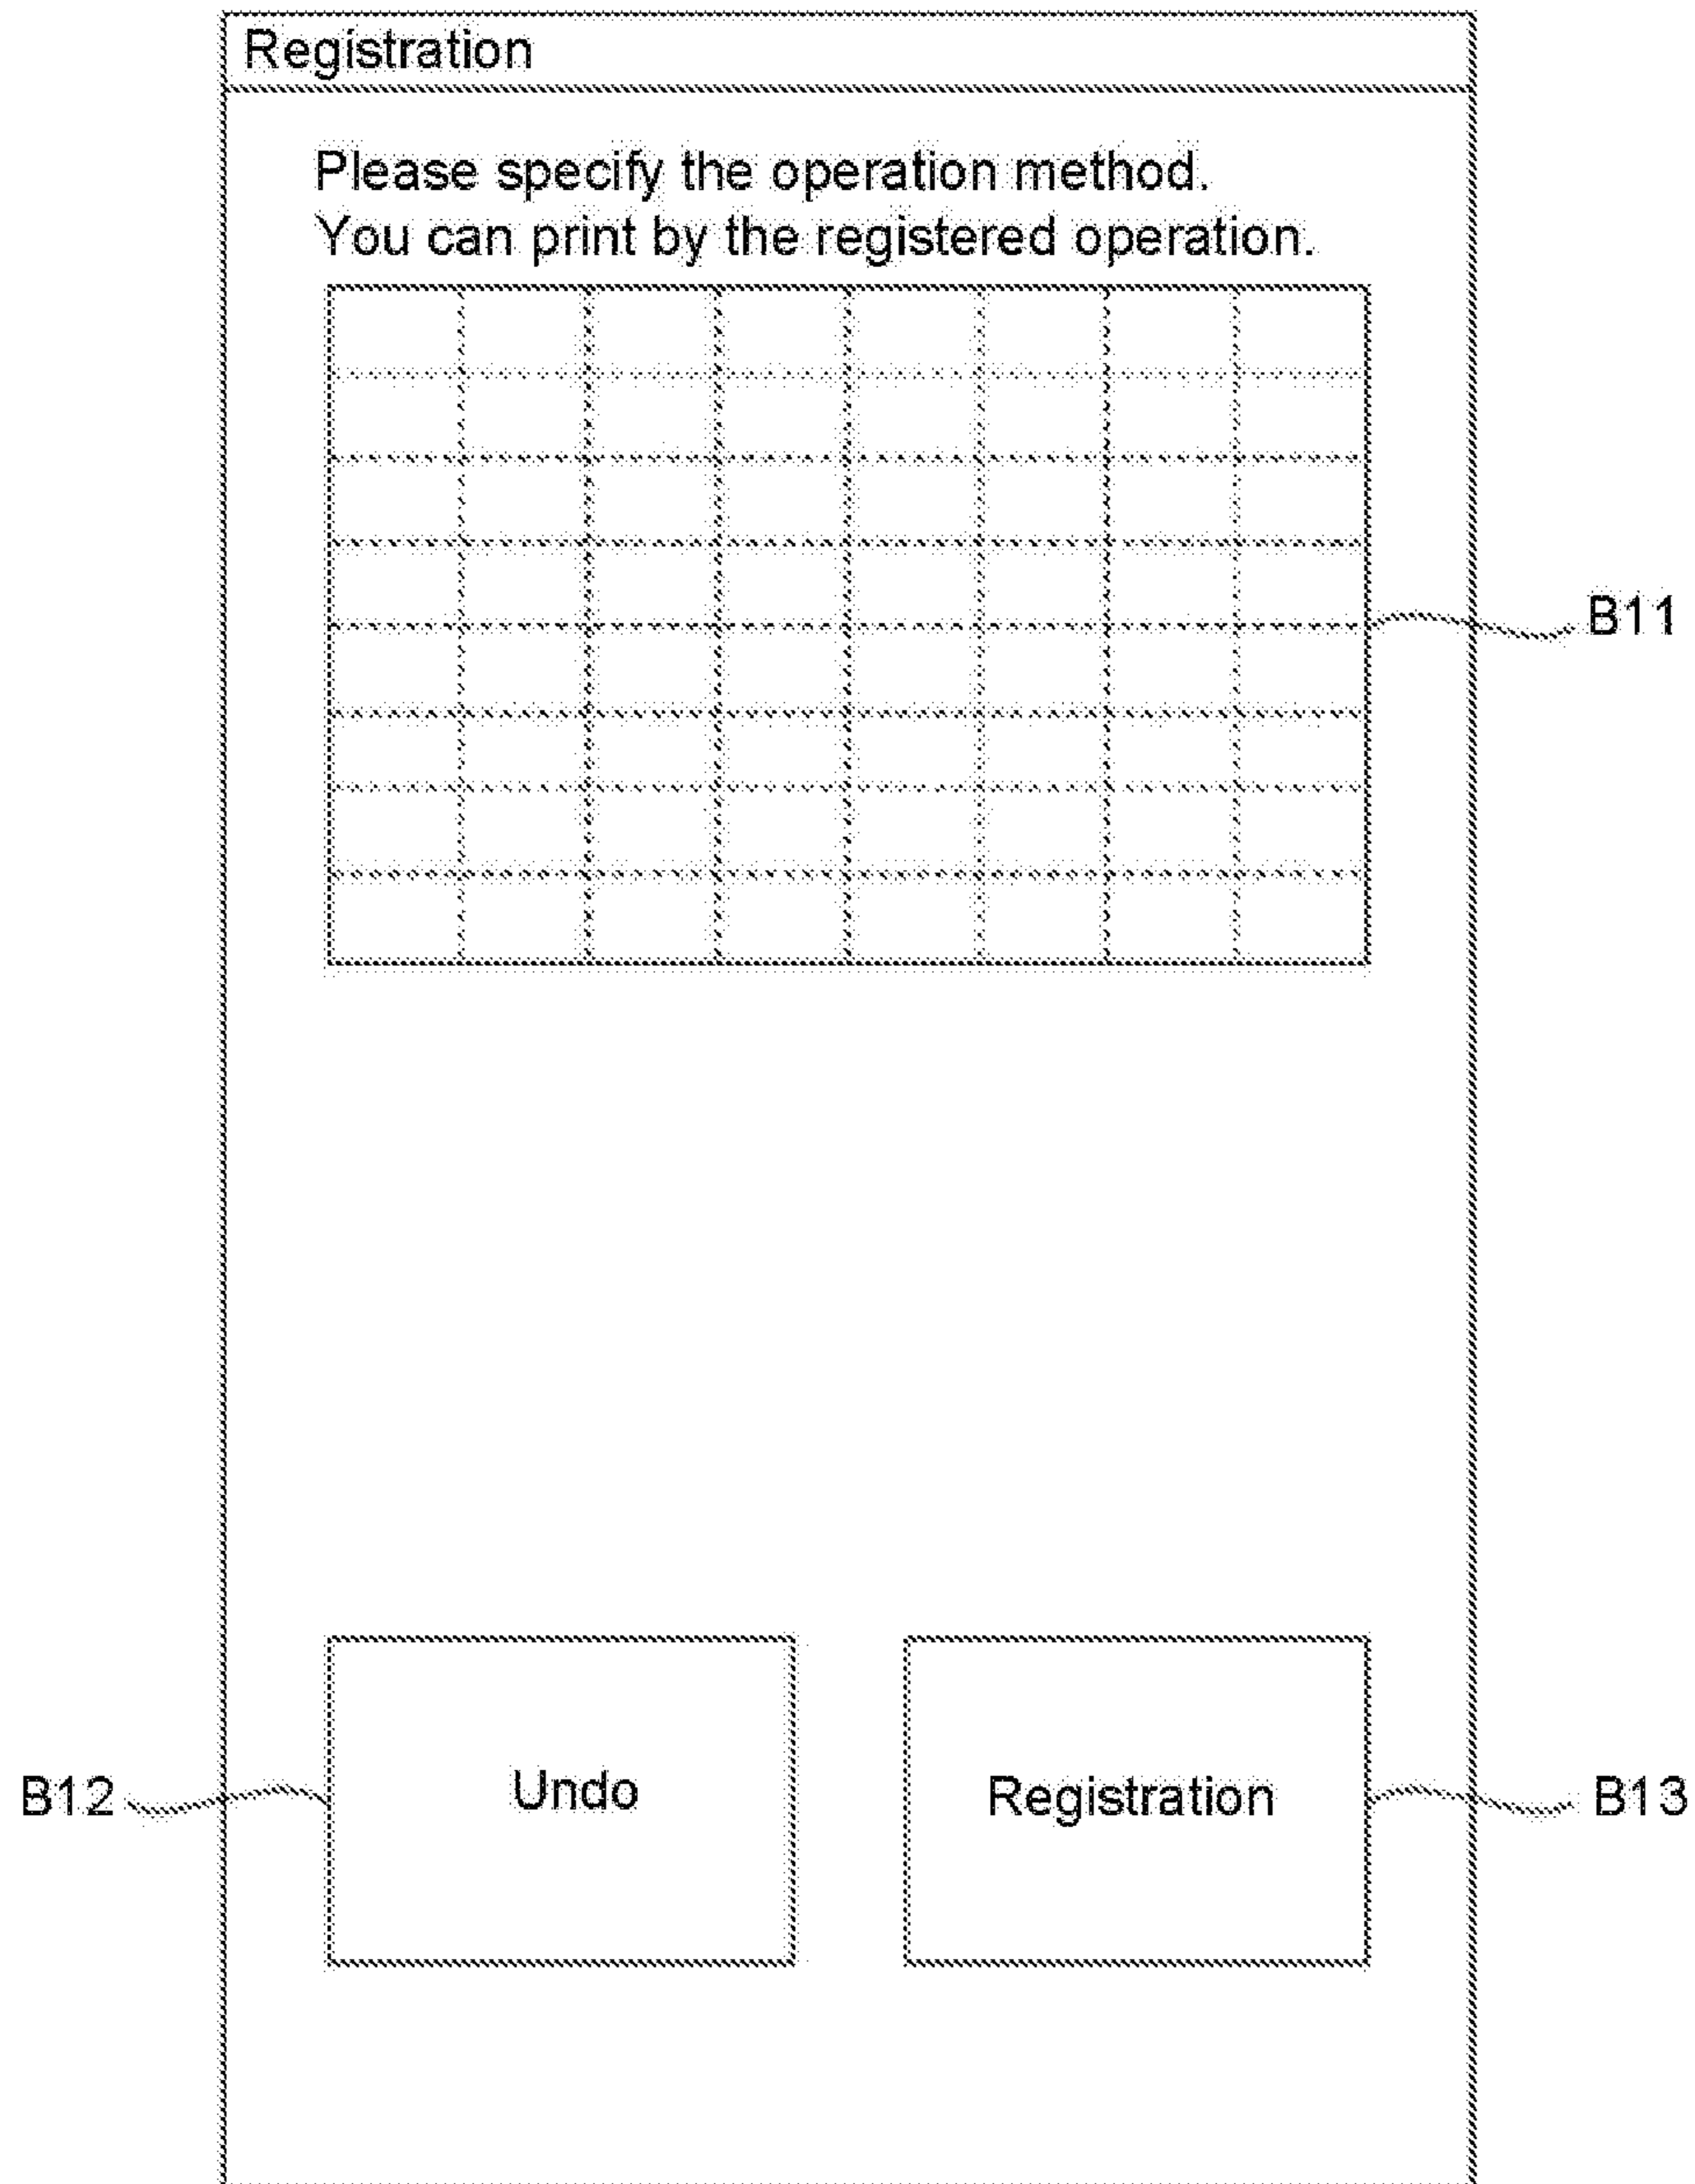 Registration
Please specify the operation method.
You can print by the registered operation.
B11
Undo
Registration
B12
B13